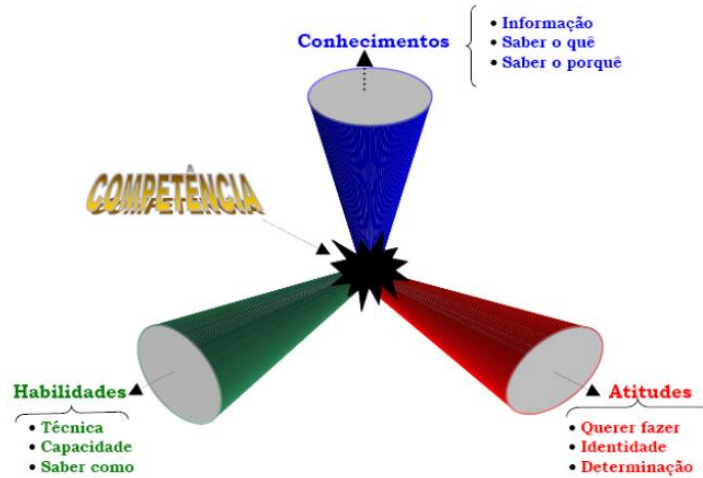 Conhecimentos
• Informação
• Saber o quê
• Saber o porquê
COMPETÊNCIA
Habilidades
• Técnica
• Capacidade
• Saber como
Atitudes
• Querer fazer
• Identidade
• Determinação